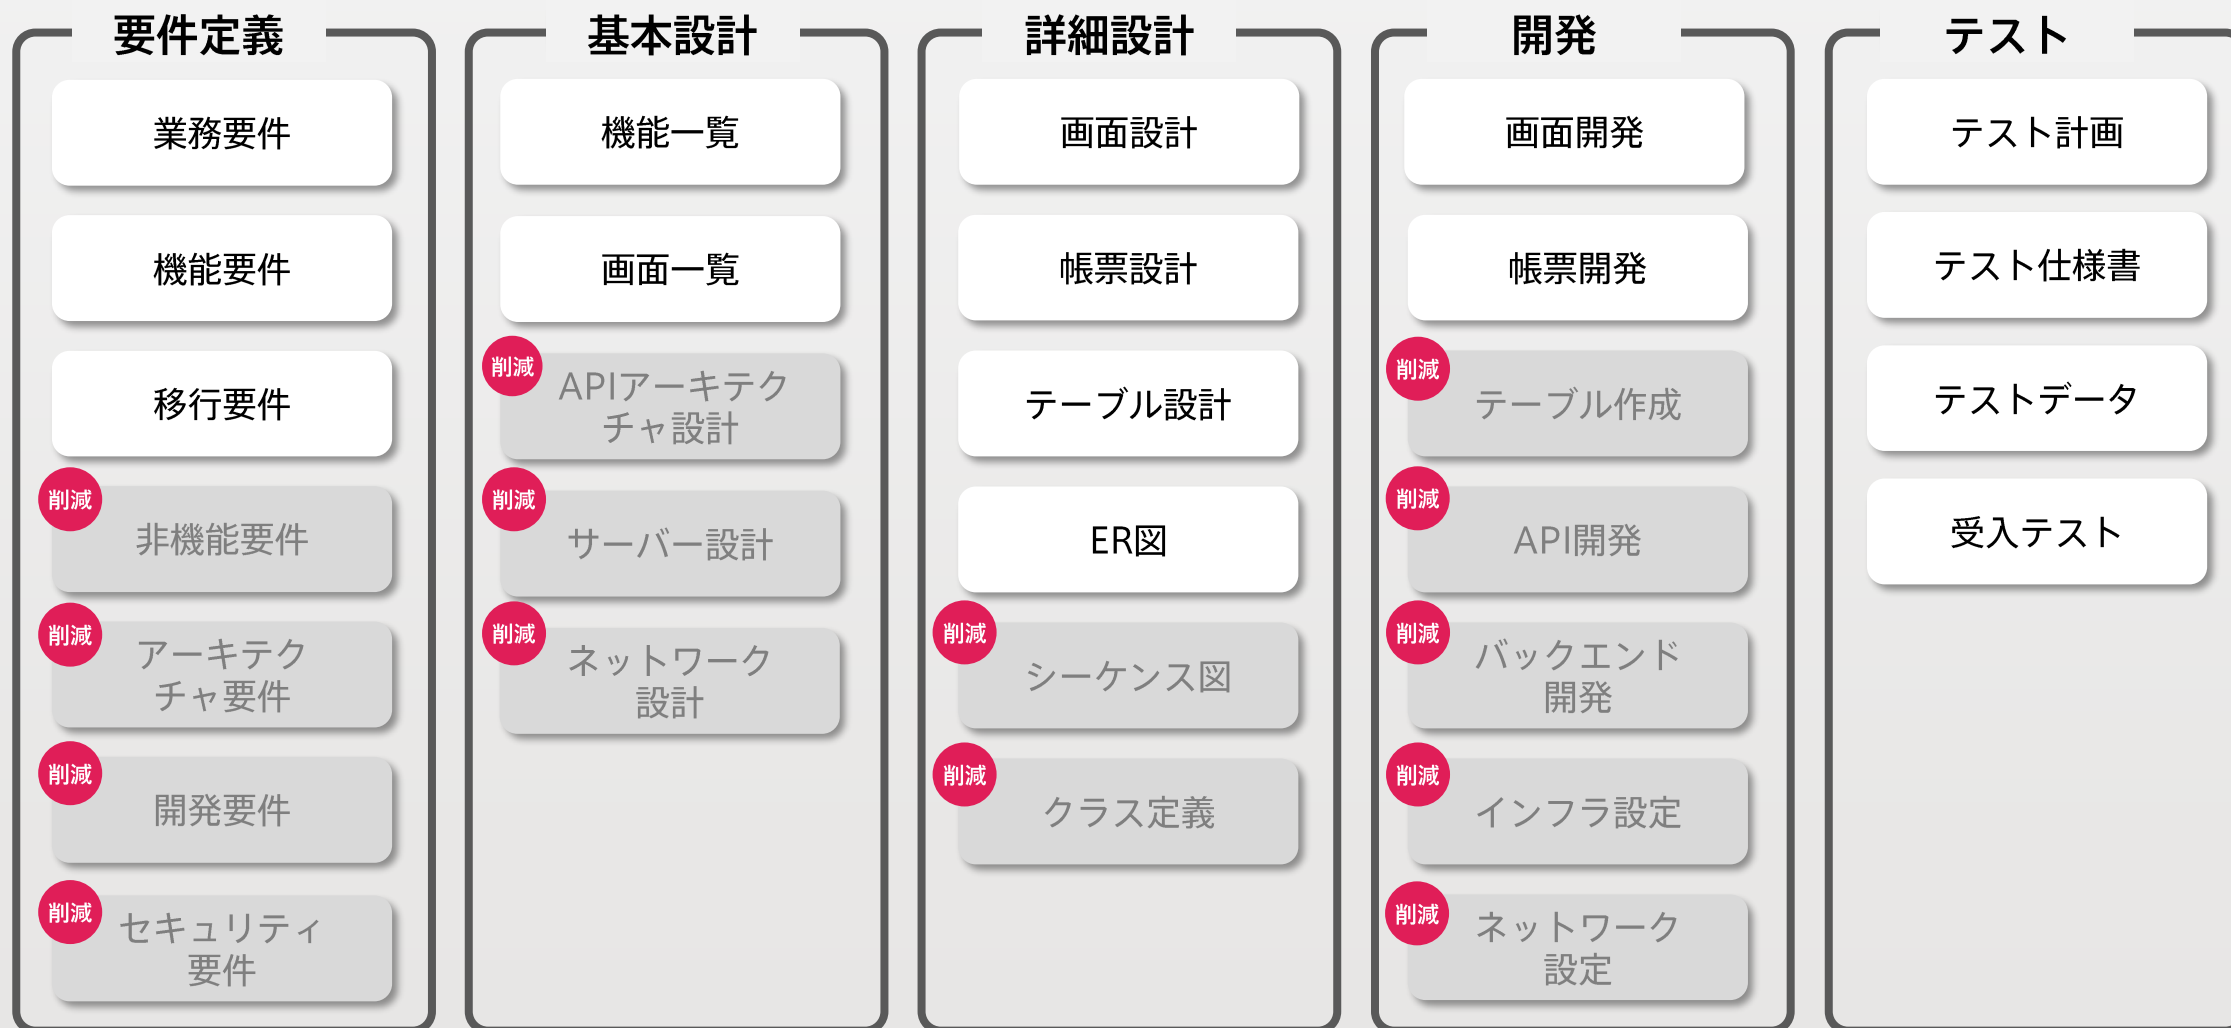 要件定義
業務要件
機能要件
移行要件
削減
非機能要件
削減
アーキテク
チャ要件
削減
開発要件
削減
セキュリティ
要件
基本設計
機能一覧
画面一覧
削減
APIアーキテク
チャ設計
削減
サーバー設計
削減
ネットワーク
設計
詳細設計
画面設計
帳票設計
テーブル設計
ER図
削減
シーケンス図
削減
クラス定義
開発
画面開発
帳票開発
削減
テーブル作成
削減
API開発
削減
バックエンド
開発
削減
インフラ設定
削減
ネットワーク
設定
テスト
テスト計画
テスト仕様書
テストデータ
受入テスト